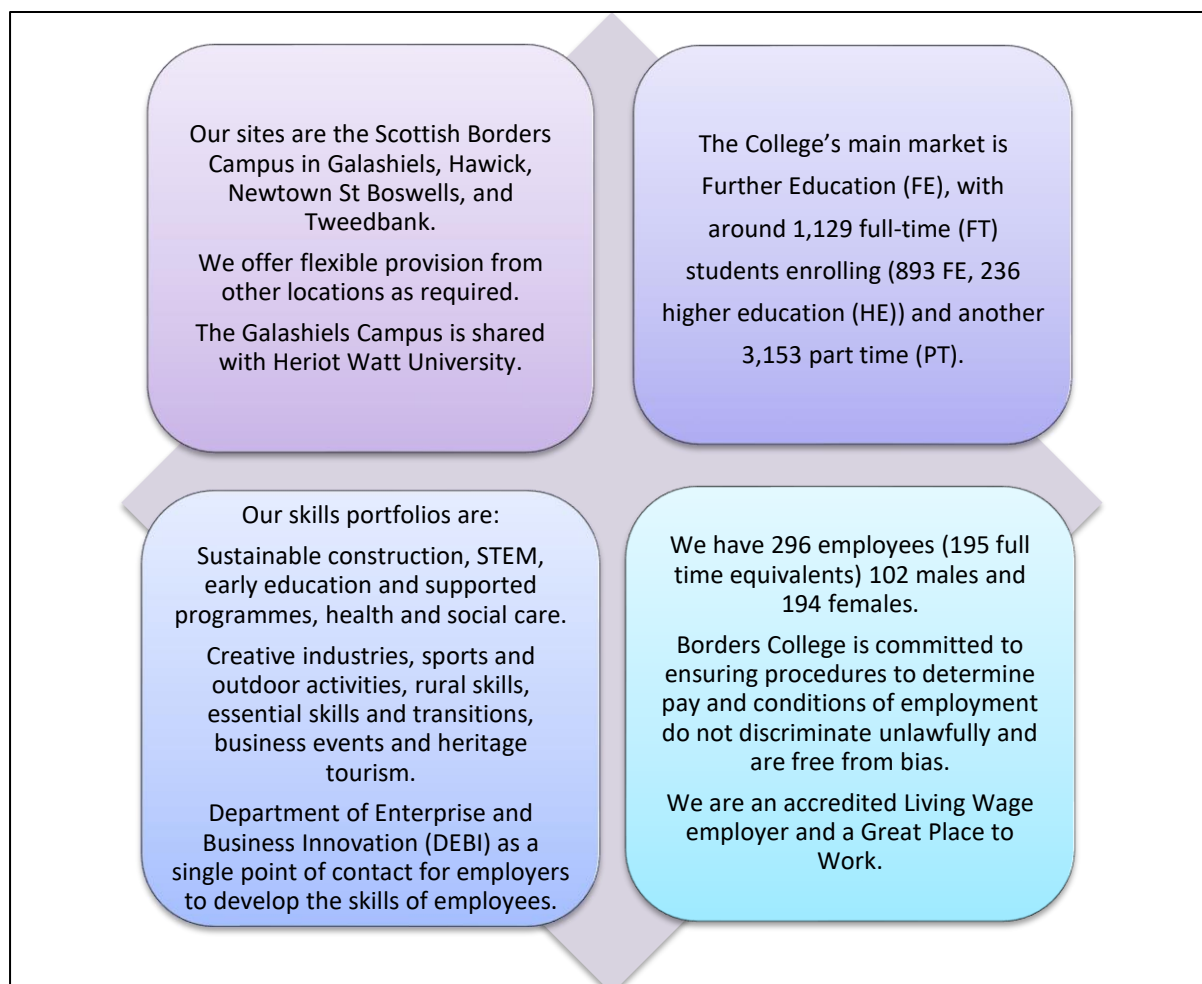 Our sites are the Scottish Borders
Campus in Galashiels, Hawick,
Newtown St Boswells, and
Tweedbank.
We offer flexible provision from
other locations as required.
The Galashiels Campus is shared
with Heriot Watt University.
The College’s main market is
Further Education (FE), with
around 1,129 full-time (FT)
students enrolling (893 FE, 236
higher education (HE)) and another
3,153 part time (PT).
Our skills portfolios are:
Sustainable construction, STEM,
early education and supported
programmes, health and social care.
Creative industries, sports and
outdoor activities, rural skills,
essential skills and transitions,
business events and heritage
tourism.
Department of Enterprise and
Business Innovation (DEBI) as a
single point of contact for employers
to develop the skills of employees.
We have 296 employees (195 full
time equivalents) 102 males and
194 females.
Borders College is committed to
ensuring procedures to determine
pay and conditions of employment
do not discriminate unlawfully and
are free from bias.
We are an accredited Living Wage
employer and a Great Place to
Work.